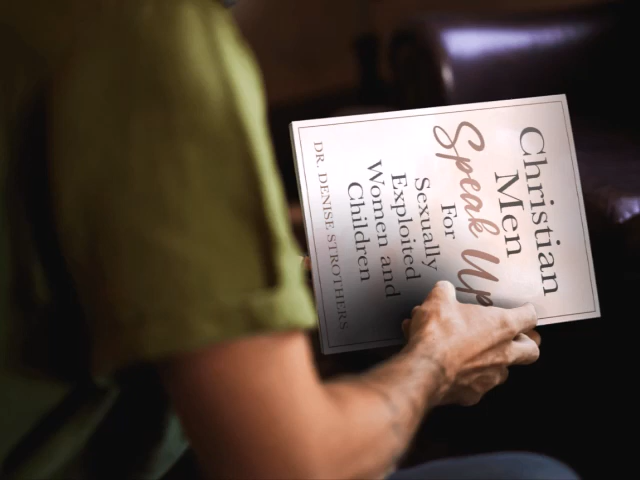 Christian
Men
Speak Up
For
Sexually
Exploited
Women and
Children
DR. DENISE STROTHERS